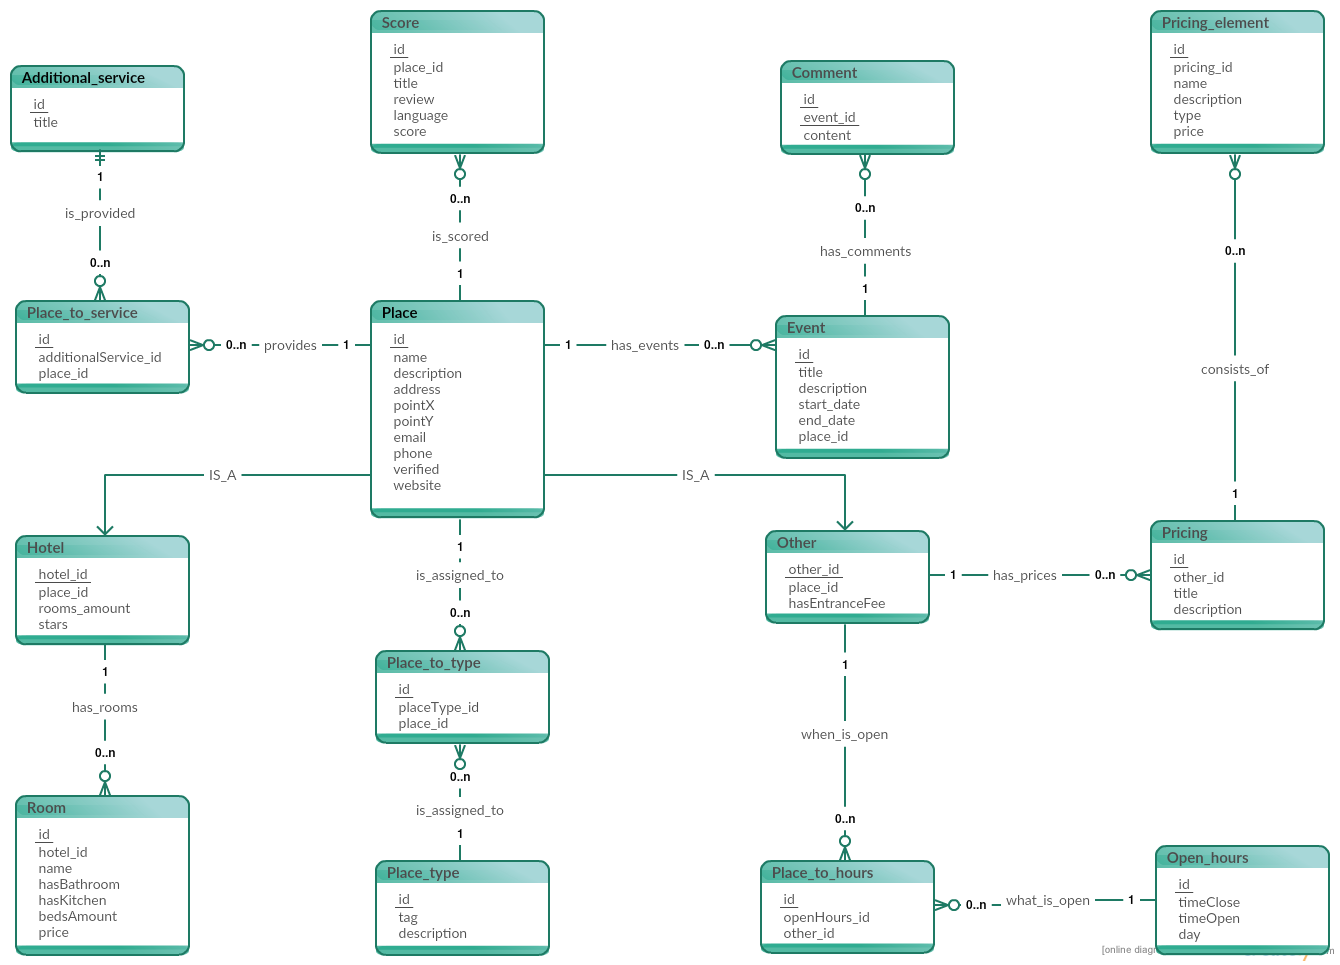 Score
id
place_id
title
review
language
score
Pricing_element
id
pricing_id
name
description
type
price
Additional_service
id
title
Comment
id
event_id
content
1
is_provided
0..n
0..n
is_scored
1
0..n
has_comments
1
0..n
consists_of
1
Place_to_service
id
additionalService_id
place_id
0..n provides 1
Place
id
name
description
address
pointX
pointY
email
phone
verified
website
1 has_events 0..n
Event
id
title
description
start_date
end_date
place_id
IS_A
IS_A
Hotel
hotel_id
place_id
rooms_amount
stars
1
is_assigned_to
0..n
Other
other_id
place_id
hasEntranceFee
1 has_prices 0..n
Pricing
id
other_id
title
description
1
has_rooms
0..n
Place_to_type
id
placeType_id
place_id
1
when_is_open
0..n
0..n
is_assigned_to
1
Room
id
hotel_id
name
hasBathroom
hasKitchen
bedsAmount
price
Place_type
id
tag
description
Place_to_hours
id
openHours_id
other_id
0..n what_is_open 1
Open_hours
id
timeClose
timeOpen
day
[online